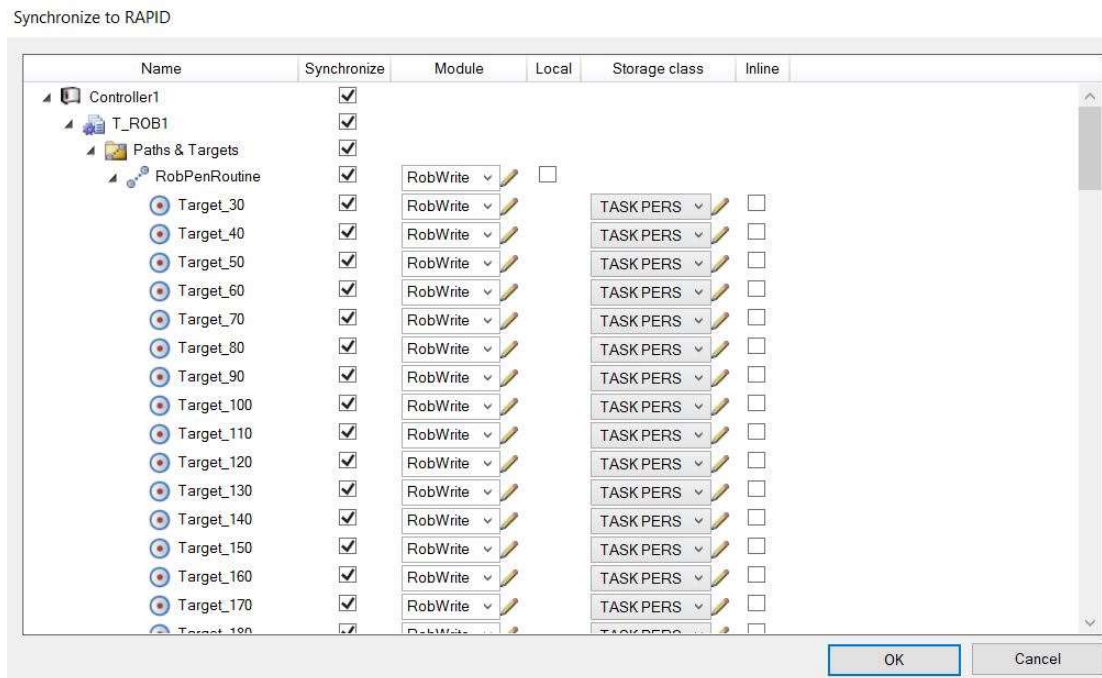 Synchronize to RAPID
Name Synchronize Module Local Storage class Inline
Controller1
T_ROB1
Paths & Targets
RobPenRoutine RobWrite
Target_30 RobWrite TASK PERS
Target_40 RobWrite TASK PERS
Target_50 RobWrite TASK PERS
Target_60 RobWrite TASK PERS
Target_70 RobWrite TASK PERS
Target_80 RobWrite TASK PERS
Target_90 RobWrite TASK PERS
Target_100 RobWrite TASK PERS
Target_110 RobWrite TASK PERS
Target_120 RobWrite TASK PERS
Target_130 RobWrite TASK PERS
Target_140 RobWrite TASK PERS
Target_150 RobWrite TASK PERS
Target_160 RobWrite TASK PERS
Target_170 RobWrite TASK PERS
Target_180 RobWrite TASK PERS
OK Cancel